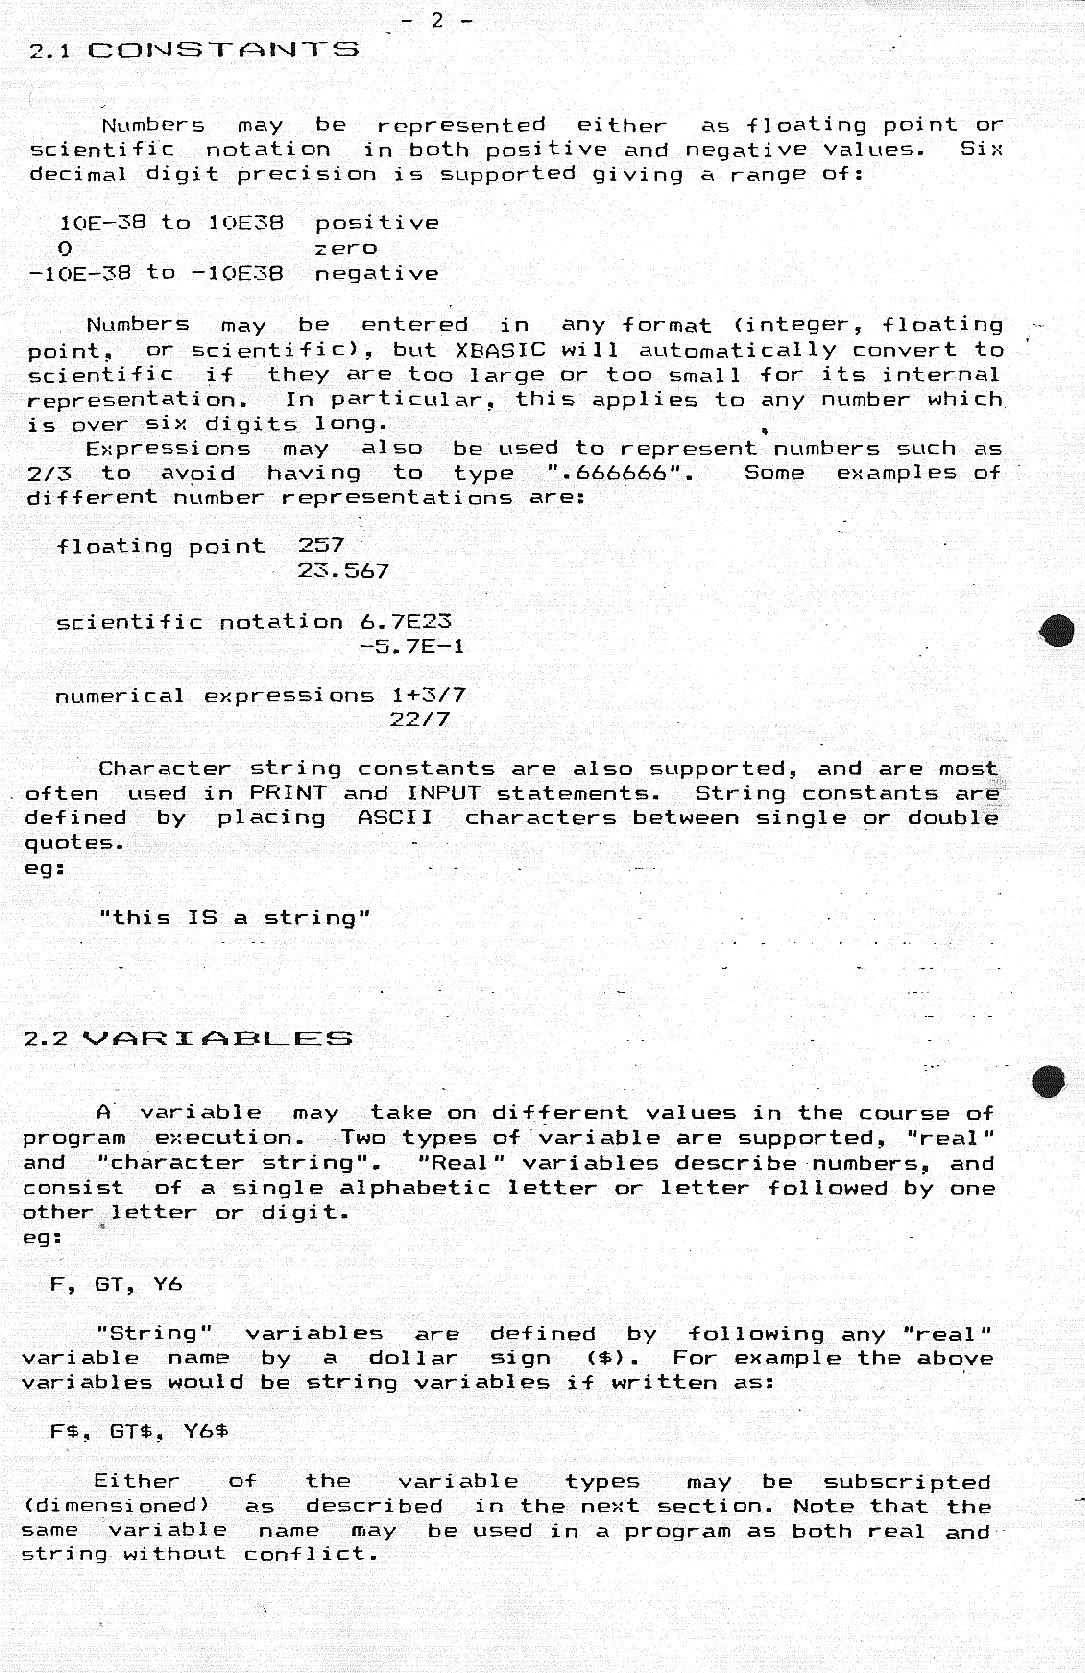 - 2 -
2.1 CONSTANTS
Numbers may be represented either as floating point or
scientific notation in both positive and negative values. Six
decimal digit precision is supported giving a range of:
10E-38 to 10E38 positive
0 zero
-10E-38 to -10E38 negative
Numbers may be entered in any format (integer, floating
point, or scientific), but XBASIC will automatically convert to
scientific if they are too large or too small for its internal
representation. In particular, this applies to any number which
is over six digits long.
Expressions may also be used to represent numbers such as
2/3 to avoid having to type ".666666". Some examples of
different number representations are:
floating point 257
23.567
scientific notation 6.7E23
-5.7E-1
numerical expressions 1+3/7
22/7
Character string constants are also supported, and are most
often used in PRINT and INPUT statements. String constants are
defined by placing ASCII characters between single or double
quotes.
eg:
"this IS a string"
2.2 VARIABLES
A variable may take on different values in the course of
program execution. Two types of variable are supported, "real"
and "character string". "Real" variables describe numbers, and
consist of a single alphabetic letter or letter followed by one
other letter or digit.
eg:
F, GT, Y6
"String" variables are defined by following any "real"
variable name by a dollar sign ($). For example the above
variables would be string variables if written as:
F$, GT$, Y6$
Either of the variable types may be subscripted
(dimensioned) as described in the next section. Note that the
same variable name may be used in a program as both real and
string without conflict.